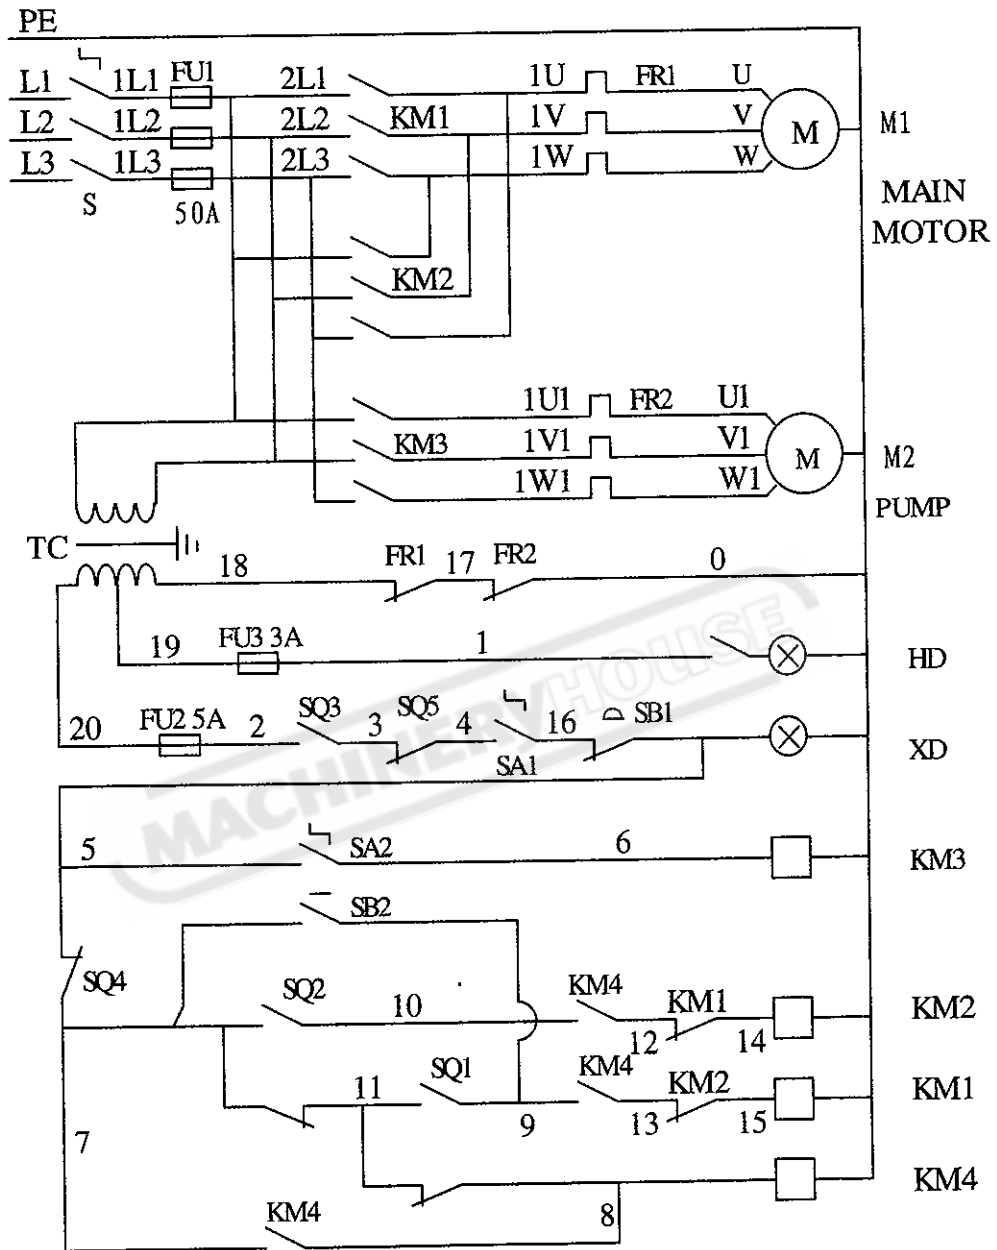 PE
L1 1L1 FU1 2L1 1U FR1 U
L2 1L2 2L2 KM1 1V V M M1
L3 1L3 2L3 1W W
S 50A
MAIN
MOTOR
KM2
1U1 FR2 U1
KM3 1V1 V1 M M2
1W1 W1
PUMP
TC
18 FR1 17 FR2 0
19 FU3 3A 1 HD
20 FU2 5A 2 SQ3 3 SQ5 4 16 SB1 XD
SA1
MACHINERYHOUSE
5 SA2 6 KM3
SB2
SQ4
SQ2 10 KM4 KM1 KM2
12 14
11 SQ1 KM4 KM2 KM1
7 9 13 15
KM4
KM4 8